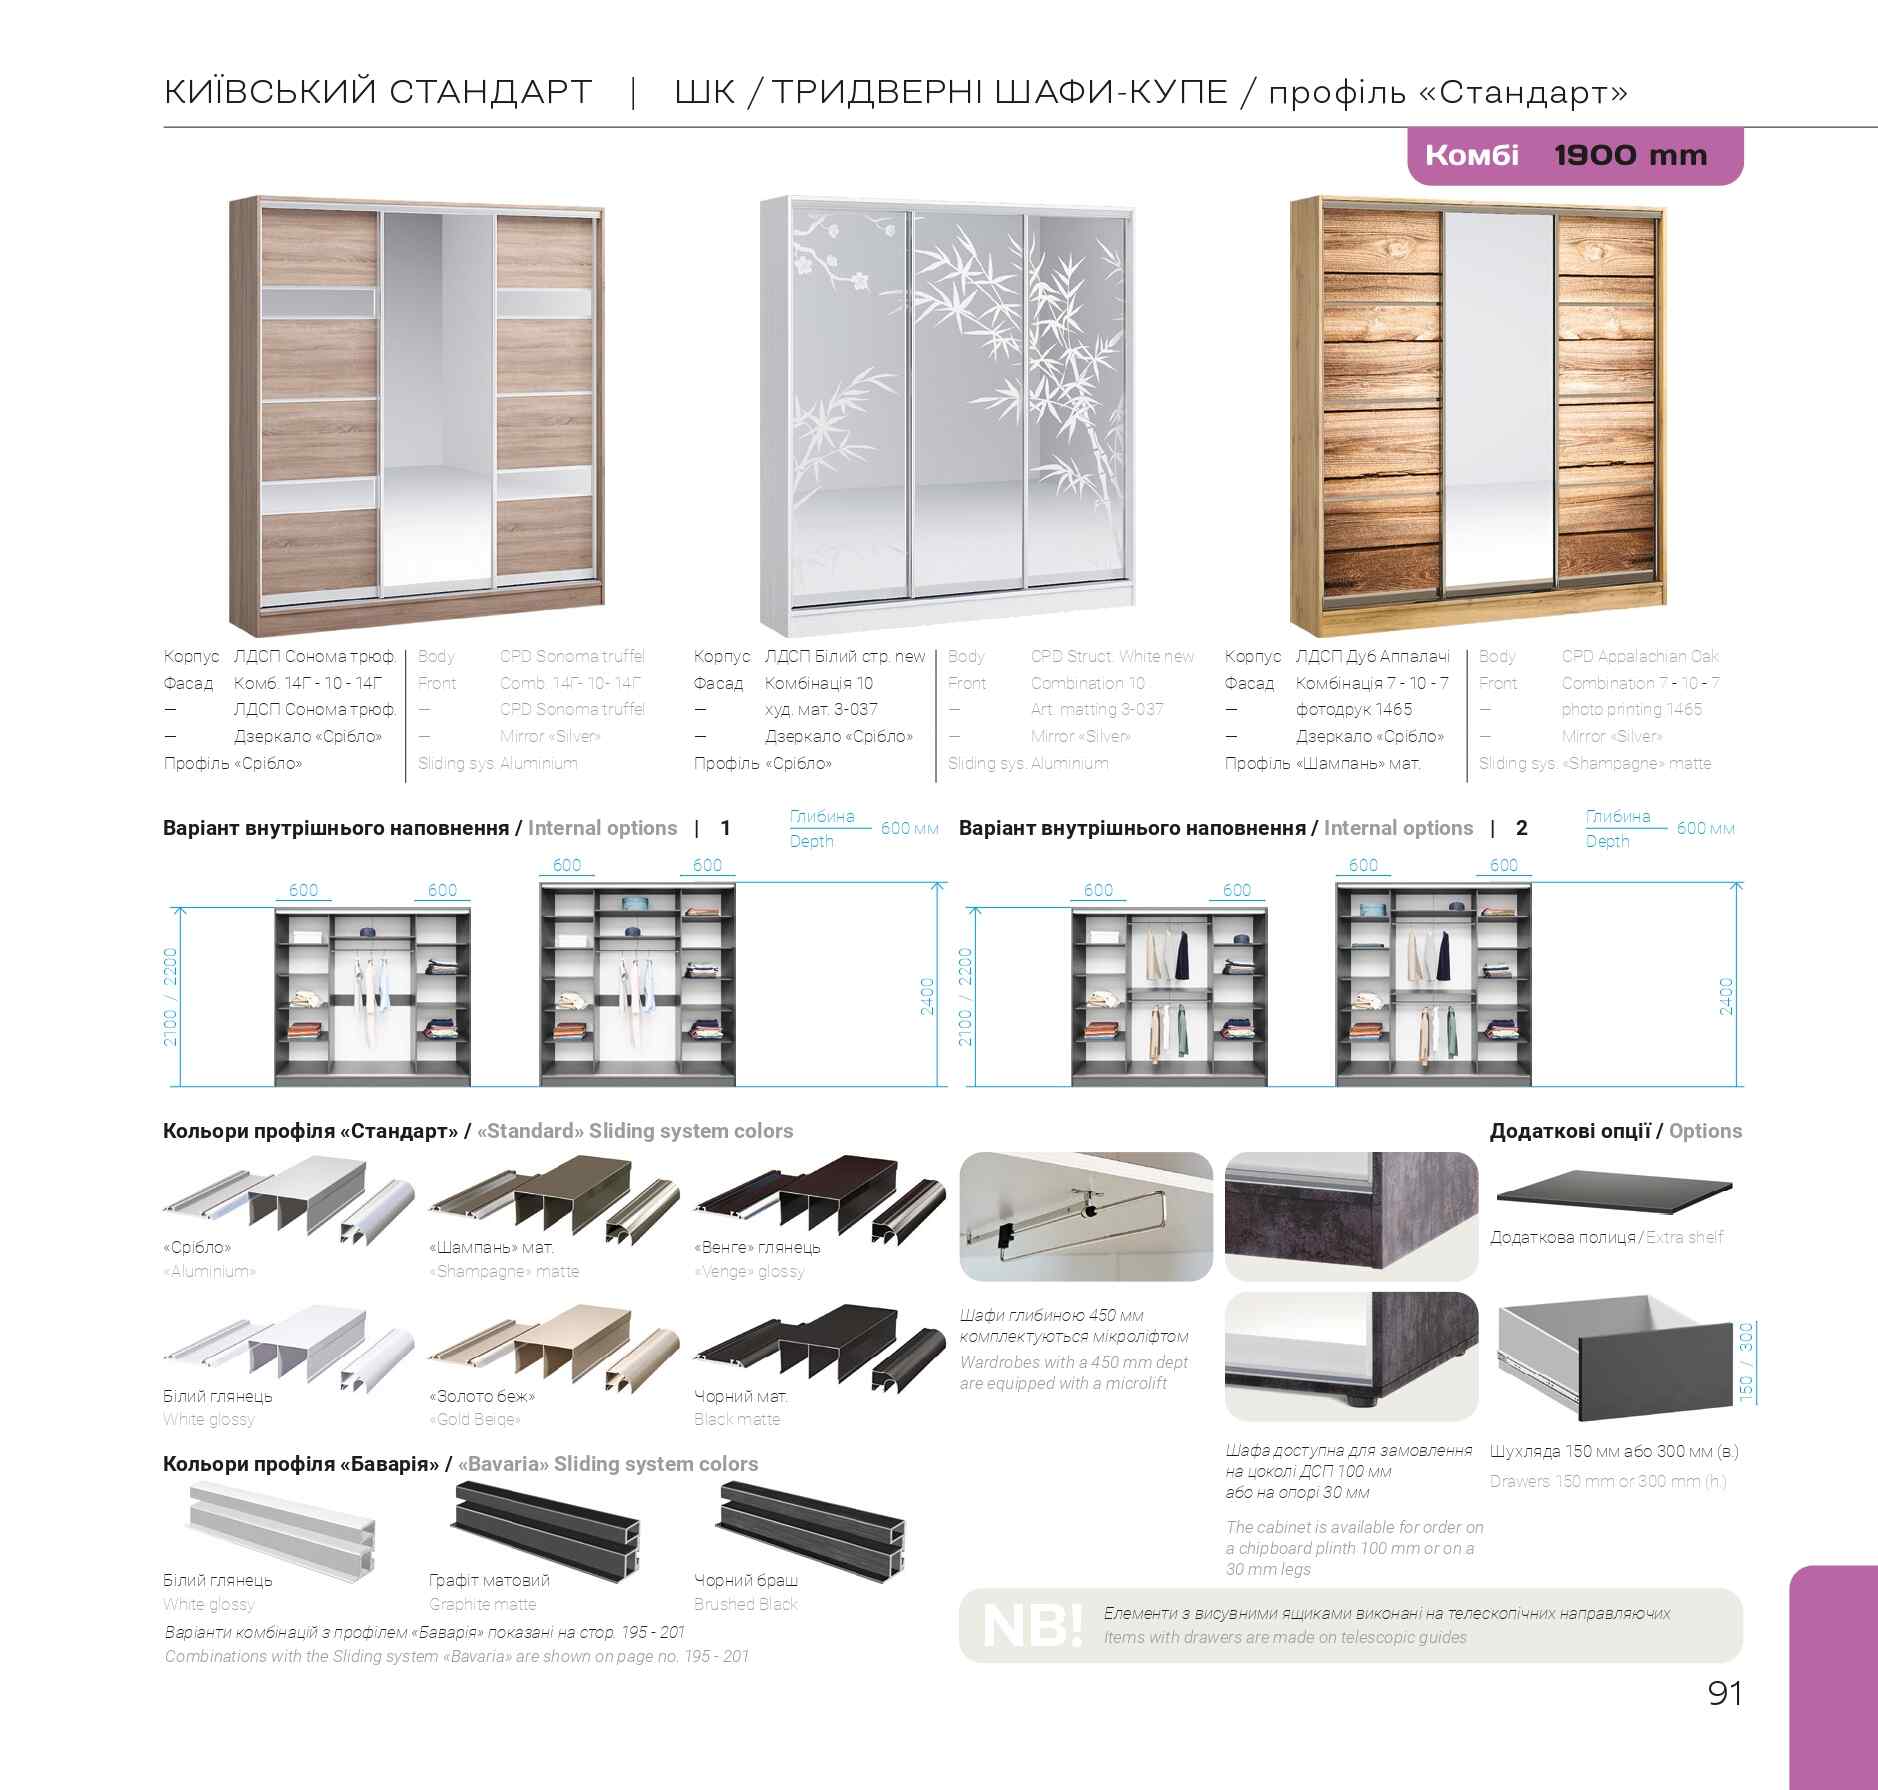 КИЇВСЬКИЙ СТАНДАРТ | ШК / ТРИДВЕРНІ ШАФИ-КУПЕ / профіль «Стандарт»
Комбі 1900 mm
Корпус ЛДСП Сонома трюф.
Фасад Комб. 14Г - 10 - 14Г
— ЛДСП Сонома трюф.
— Дзеркало «Срібло»
Профіль «Срібло»
Body CPD Sonoma truffel
Front Comb. 14Г- 10- 14Г
— CPD Sonoma truffel
— Mirror «Silver»
Sliding sys. Aluminium
Корпус ЛДСП Білий стр. new
Фасад Комбінація 10
— худ. мат. 3-037
— Дзеркало «Срібло»
Профіль «Срібло»
Body CPD Struct. White new
Front Combination 10
— Art. matting 3-037
— Mirror «Silver»
Sliding sys. Aluminium
Корпус ЛДСП Дуб Аппалачі
Фасад Комбінація 7 - 10 - 7
— фотодрук 1465
— Дзеркало «Срібло»
Профіль «Шампань» мат.
Body CPD Appalachian Oak
Front Combination 7 - 10 - 7
— photo printing 1465
— Mirror «Silver»
Sliding sys. «Shampagne» matte
Варіант внутрішнього наповнення / Internal options | 1
Глибина
Depth
600 мм
600 600
600 600
2100 / 2200
2400
Варіант внутрішнього наповнення / Internal options | 2
Глибина
Depth
600 мм
600 600
600 600
2100 / 2200
2400
Кольори профіля «Стандарт» / «Standard» Sliding system colors
«Срібло»
«Aluminium»
«Шампань» мат.
«Shampagne» matte
«Венге» глянець
«Venge» glossy
Білий глянець
White glossy
«Золото беж»
«Gold Beige»
Чорний мат.
Black matte
Кольори профіля «Баварія» / «Bavaria» Sliding system colors
Білий глянець
White glossy
Графіт матовий
Graphite matte
Чорний браш
Brushed Black
Варіанти комбінацій з профілем «Баварія» показані на стор. 195 - 201
Combinations with the Sliding system «Bavaria» are shown on page no. 195 - 201
Шафи глибиною 450 мм
комплектуються мікроліфтом
Wardrobes with a 450 mm dept
are equipped with a microlift
Шафа доступна для замовлення
на цоколі ДСП 100 мм
або на опорі 30 мм
The cabinet is available for order on
a chipboard plinth 100 mm or on a
30 mm legs
Додаткові опції / Options
Додаткова полиця / Extra shelf
150 / 300
Шухляда 150 мм або 300 мм (в.)
Drawers 150 mm or 300 mm (h.)
NB!
Елементи з висувними ящиками виконані на телескопічних направляючих
Items with drawers are made on telescopic guides
91